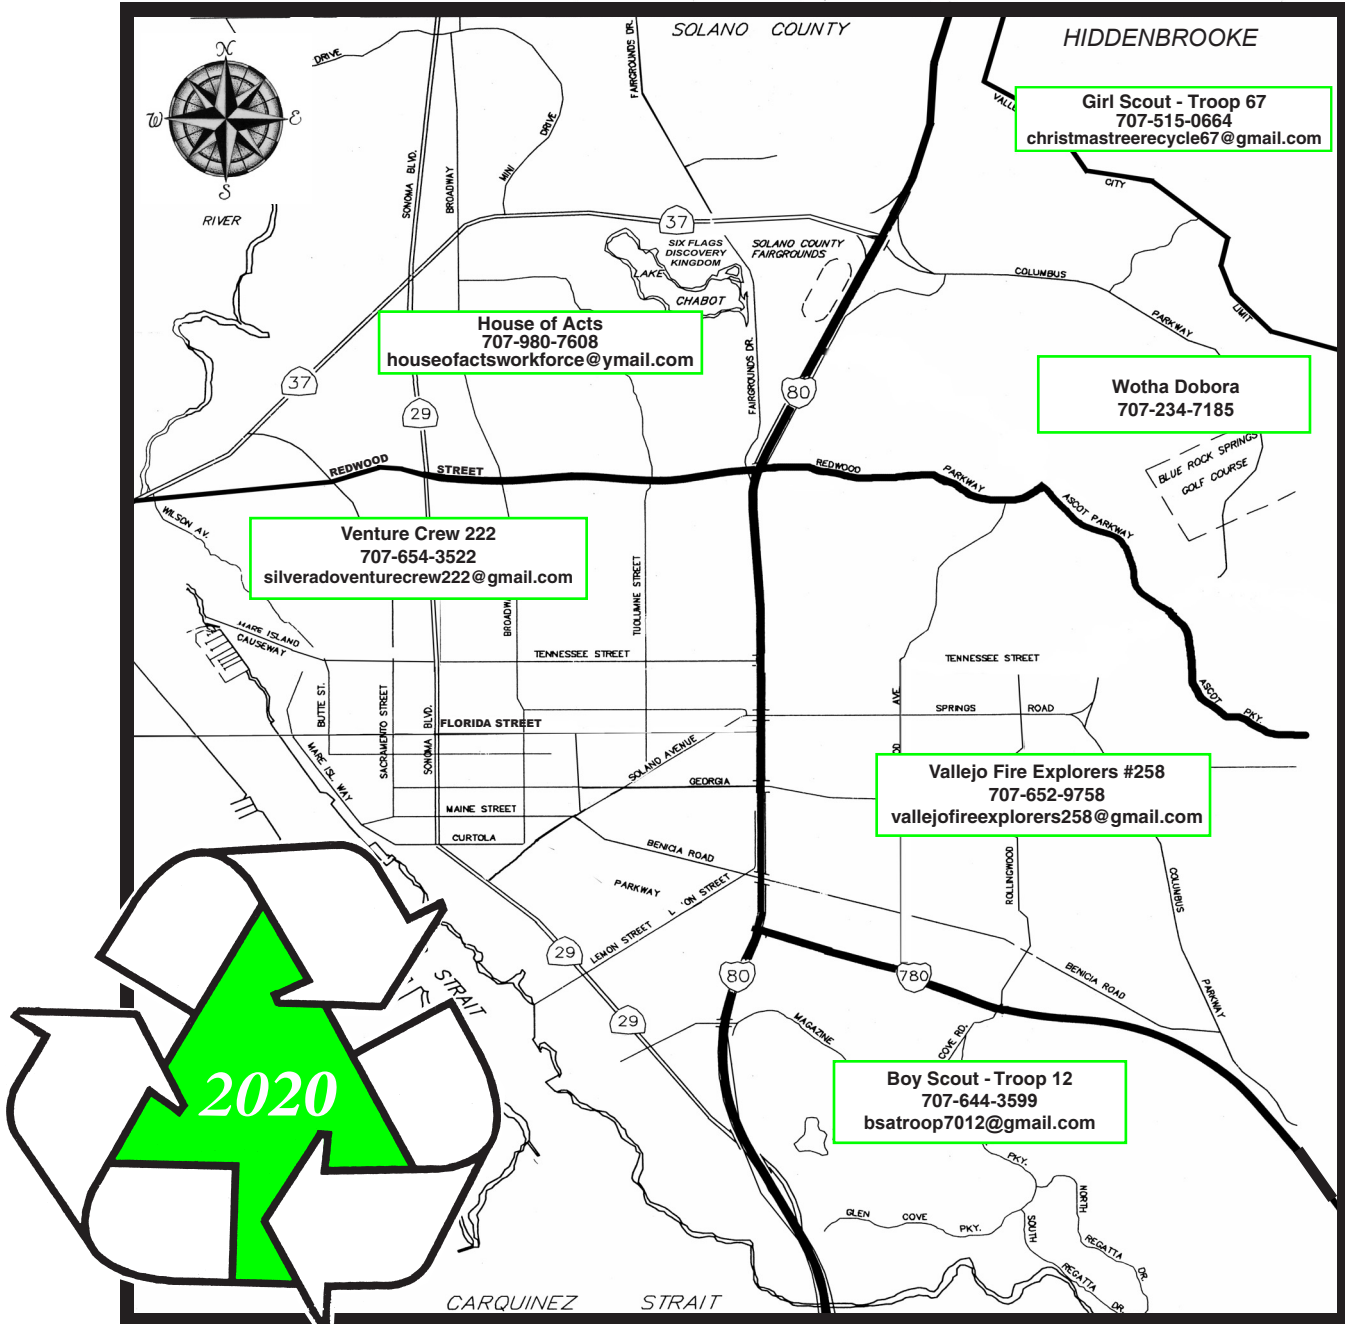 SOLANO COUNTY
HIDDENBROOKE
N
W
E
S
RIVER
DRIVE
FAIRGROUNDS DR.
SONOMA BLVD.
BROADWAY
MINI
DRIVE
37
SIX FLAGS
DISCOVERY
KINGDOM
SOLANO COUNTY
FAIRGROUNDS
LAKE
CHABOT
Girl Scout - Troop 67
707-515-0664
christmastreerecycle67@gmail.com
CITY
LIMIT
COLUMBUS
PARKWAY
House of Acts
707-980-7608
houseofactsworkforce@ymail.com
FAIRGROUNDS DR.
37
29
80
Wotha Dobora
707-234-7185
BLUE ROCK SPRINGS
GOLF COURSE
REDWOOD
STREET
REDWOOD
PARKWAY
ASCOT PARKWAY
WILSON AV.
Venture Crew 222
707-654-3522
silveradoventurecrew222@gmail.com
TUOLUMNE STREET
MARE ISLAND
CAUSEWAY
TENNESSEE STREET
TENNESSEE STREET
BUTTE ST.
SACRAMENTO STREET
SONOMA BLVD.
FLORIDA STREET
SPRINGS
ROAD
AVE
ASCOT
PKY.
MARE ISL. WAY
SOLANO AVENUE
GEORGIA
MAINE STREET
CURTOLA
PARKWAY
Vallejo Fire Explorers #258
707-652-9758
vallejofireexplorers258@gmail.com
BENICIA ROAD
LEMON STREET
ROLLINGWOOD
COLUMBUS
PARKWAY
29
80
780
BENICIA ROAD
STRAIT
29
MAGAZINE
COVE RD.
Boy Scout - Troop 12
707-644-3599
bsatroop7012@gmail.com
2020
PKY.
GLEN
COVE
PKY.
SOUTH
REGATTA
DR.
NORTH
REGATTA
DR.
CARQUINEZ STRAIT